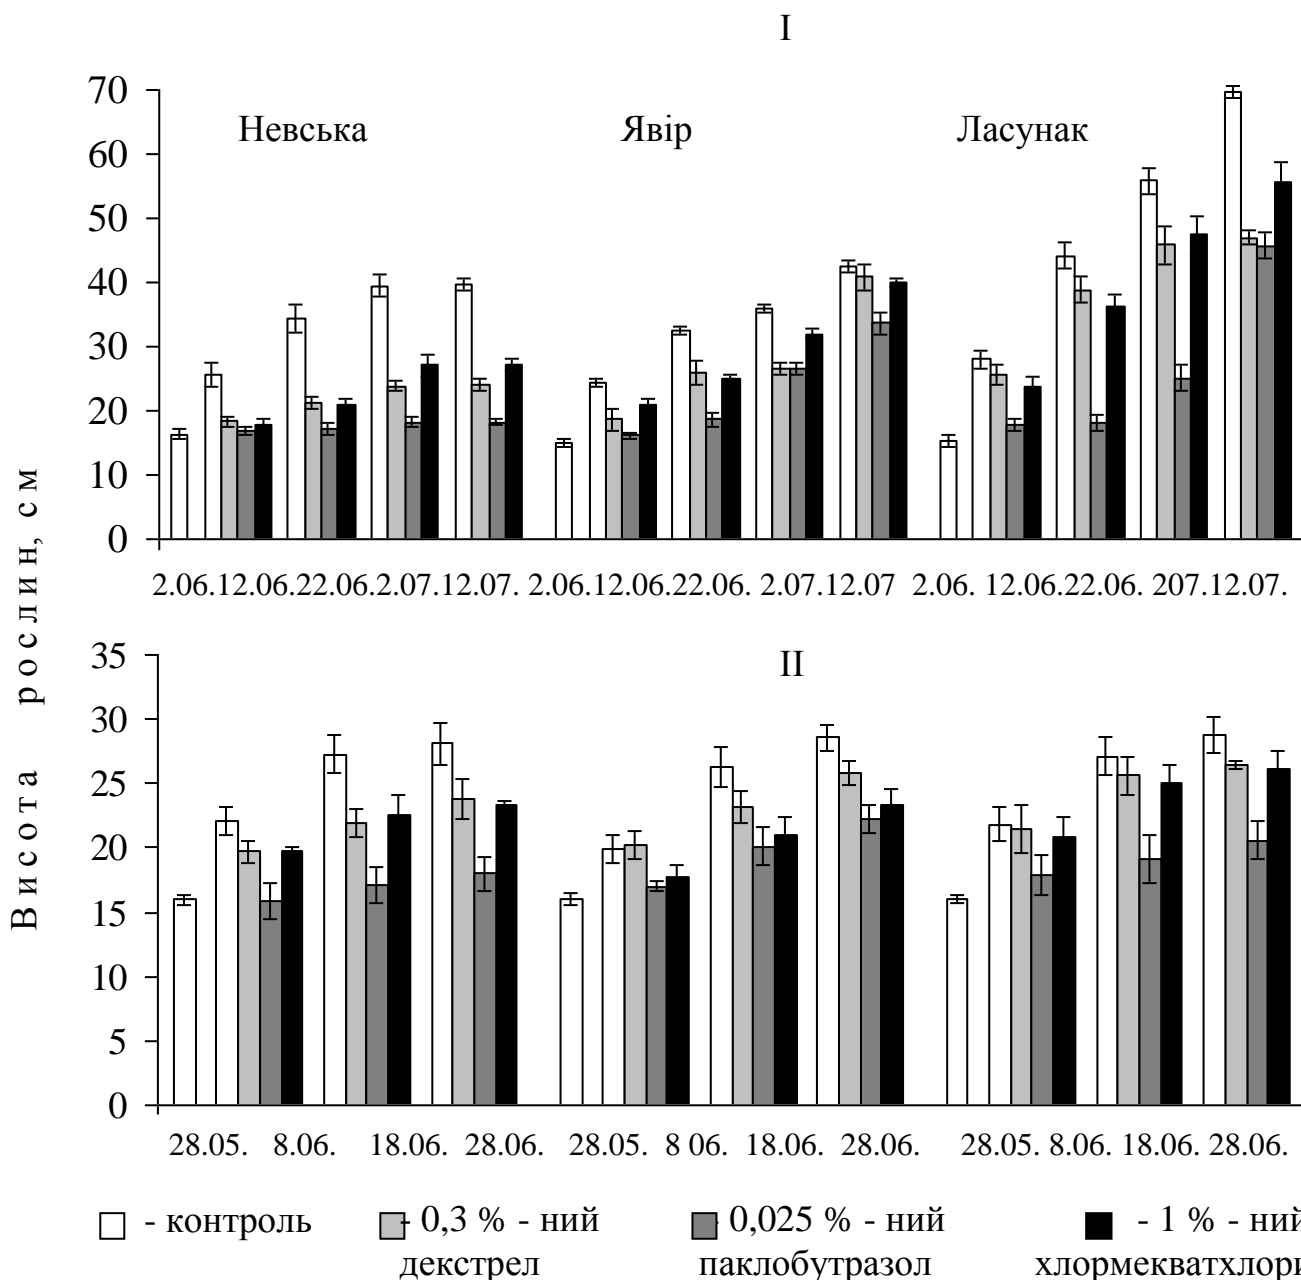 I
70
Невська Явір Ласунак
60
50
40
30
20
10
0
2.06.12.06.22.06.2.07.12.07. 2.06.12.06.22.06. 2.07.12.07 2.06. 12.06.22.06. 207.12.07.
Висота рослин, см
35
II
30
25
20
15
10
5
0
28.05. 8.06. 18.06. 28.06. 28.05. 8 06. 18.06. 28.06. 28.05. 8.06. 18.06. 28.06.
- контроль - 0,3 % - ний - 0,025 % - ний - 1 % - ний
декстрел паклобутразол хлормекватхлори